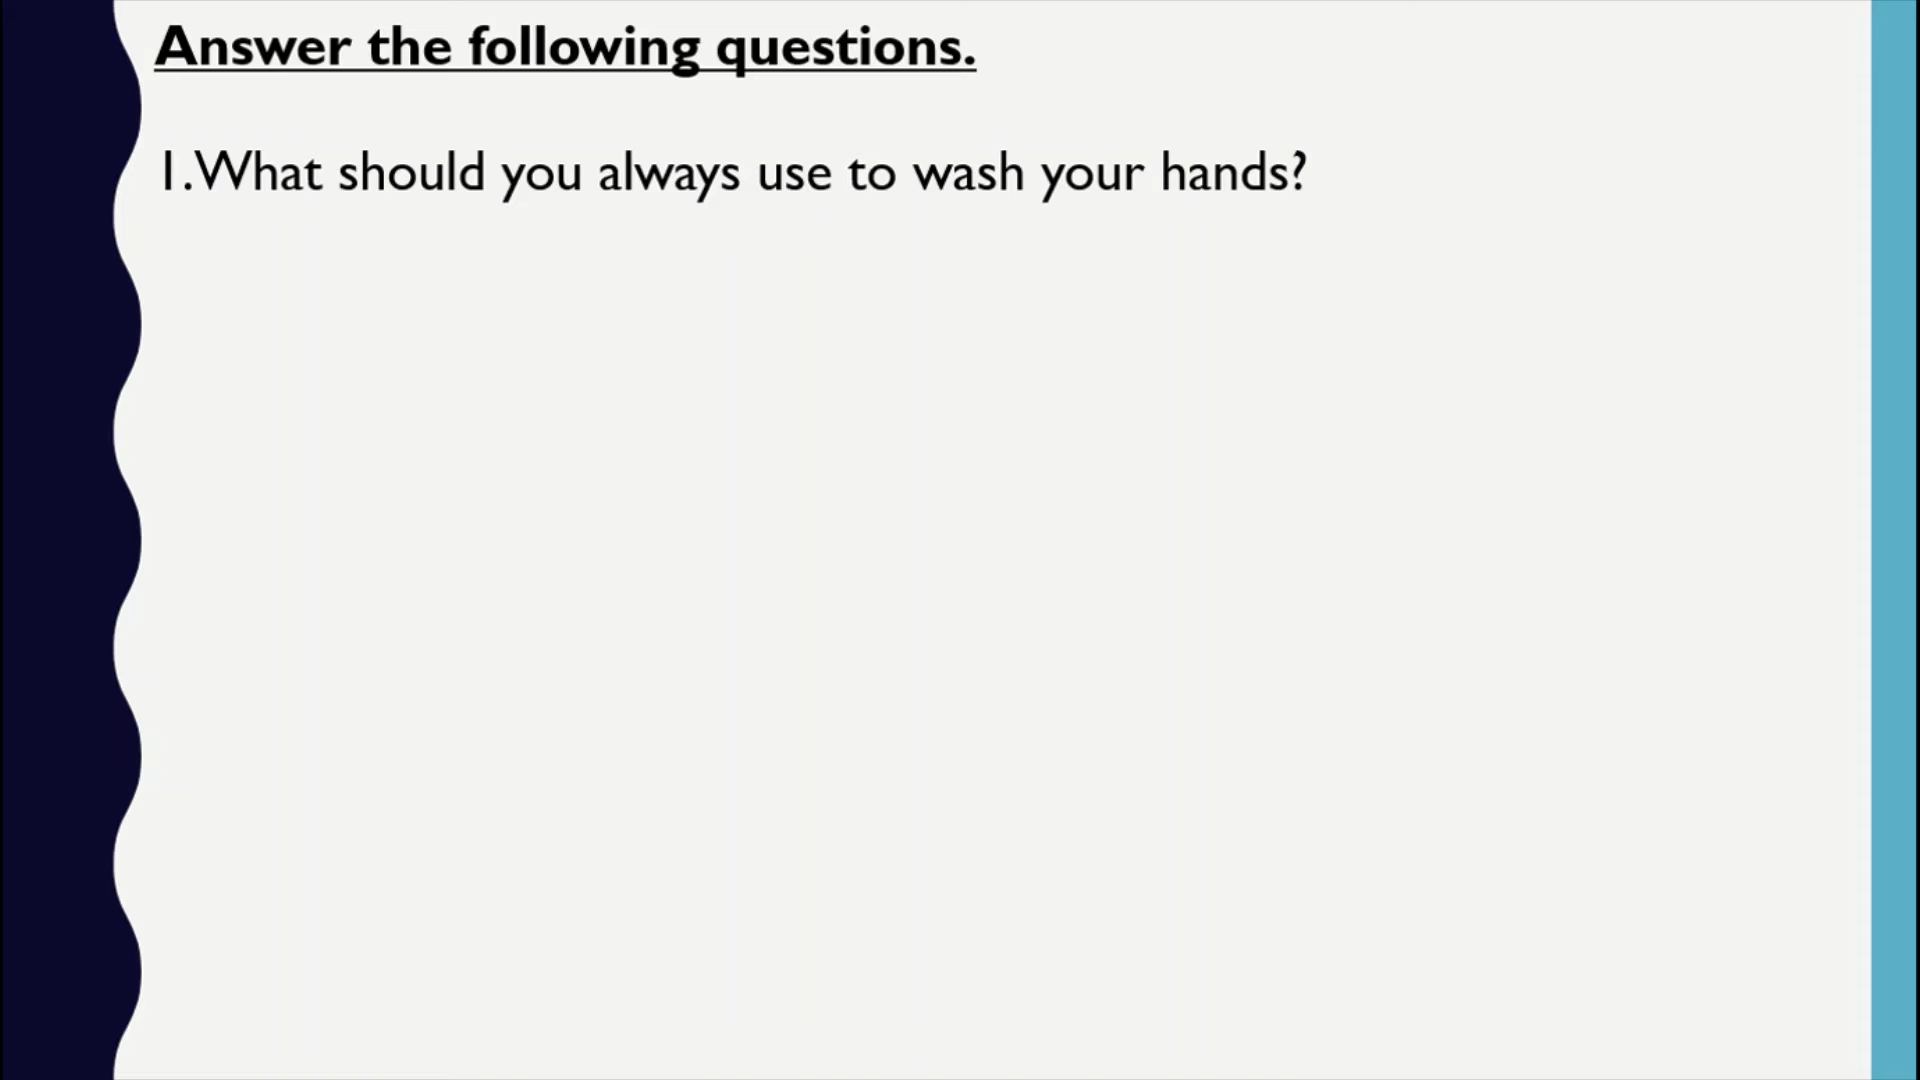 Answer the following questions.
1.What should you always use to wash your hands?